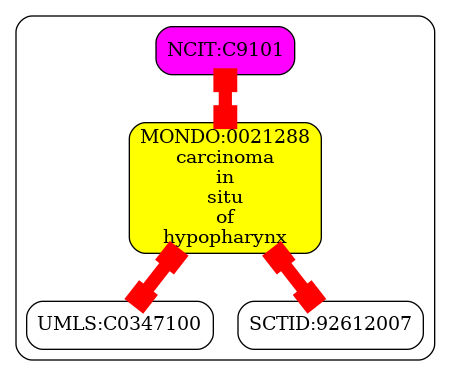 NCIT:C9101
MONDO:0021288
carcinoma
in
situ
of
hypopharynx
UMLS:C0347100
SCTID:92612007